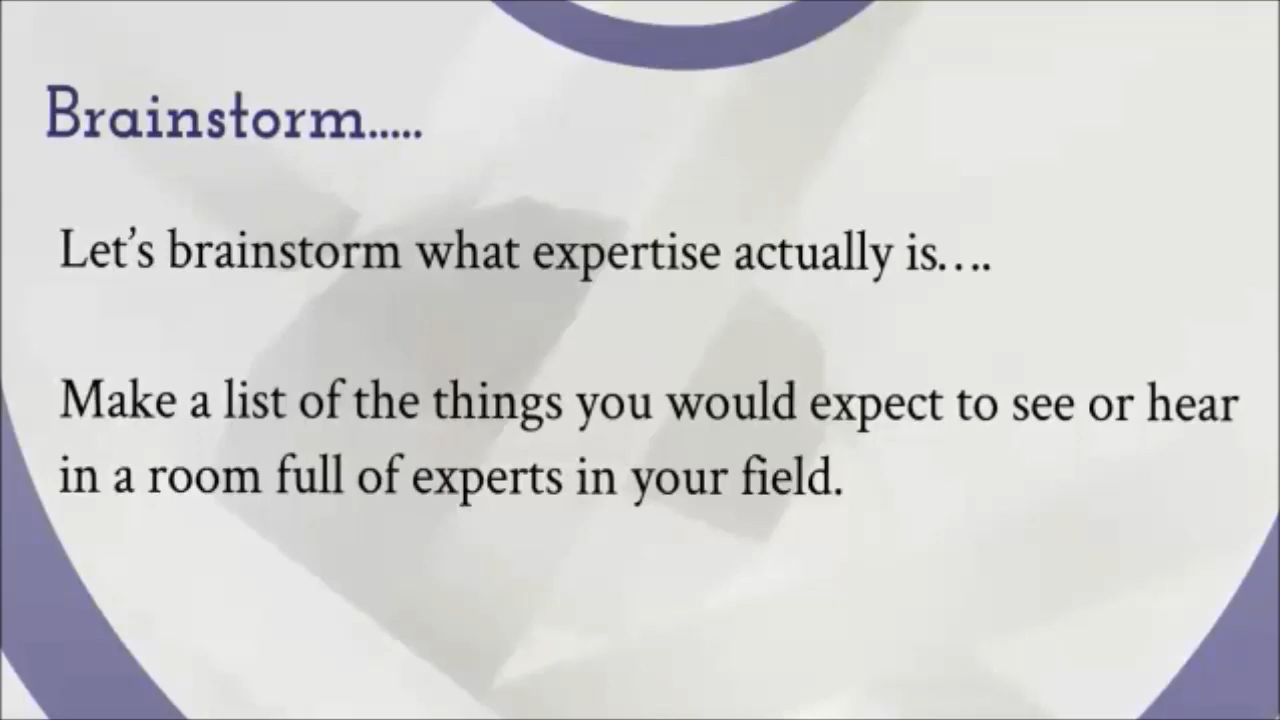 Brainstorm.....
Let’s brainstorm what expertise actually is….
Make a list of the things you would expect to see or hear
in a room full of experts in your field.